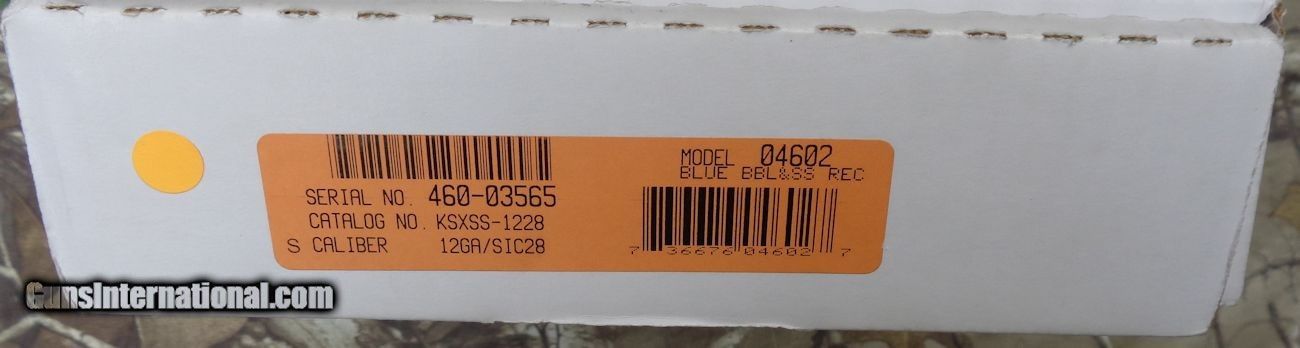 SERIAL NO. 460-03565
CATALOG NO. KSXSS-1228
S CALIBER 12GA/SIC28
MODEL 04602
BLUE BBL&SS REC
7 36676 04602 7
GunsInternational.com